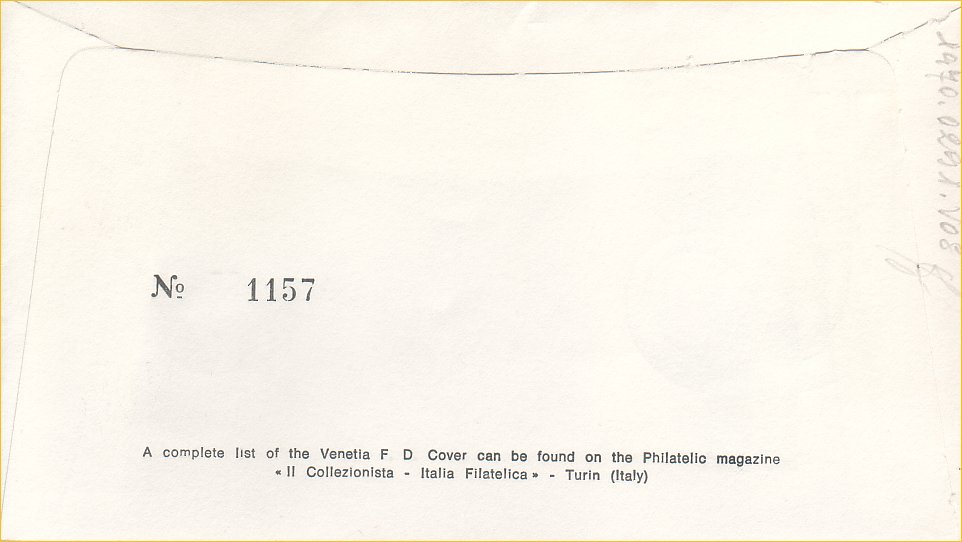 № 1157
A complete list of the Venetia F D Cover can be found on the Philatelic magazine
« Il Collezionista - Italia Filatelica » - Turin (Italy)